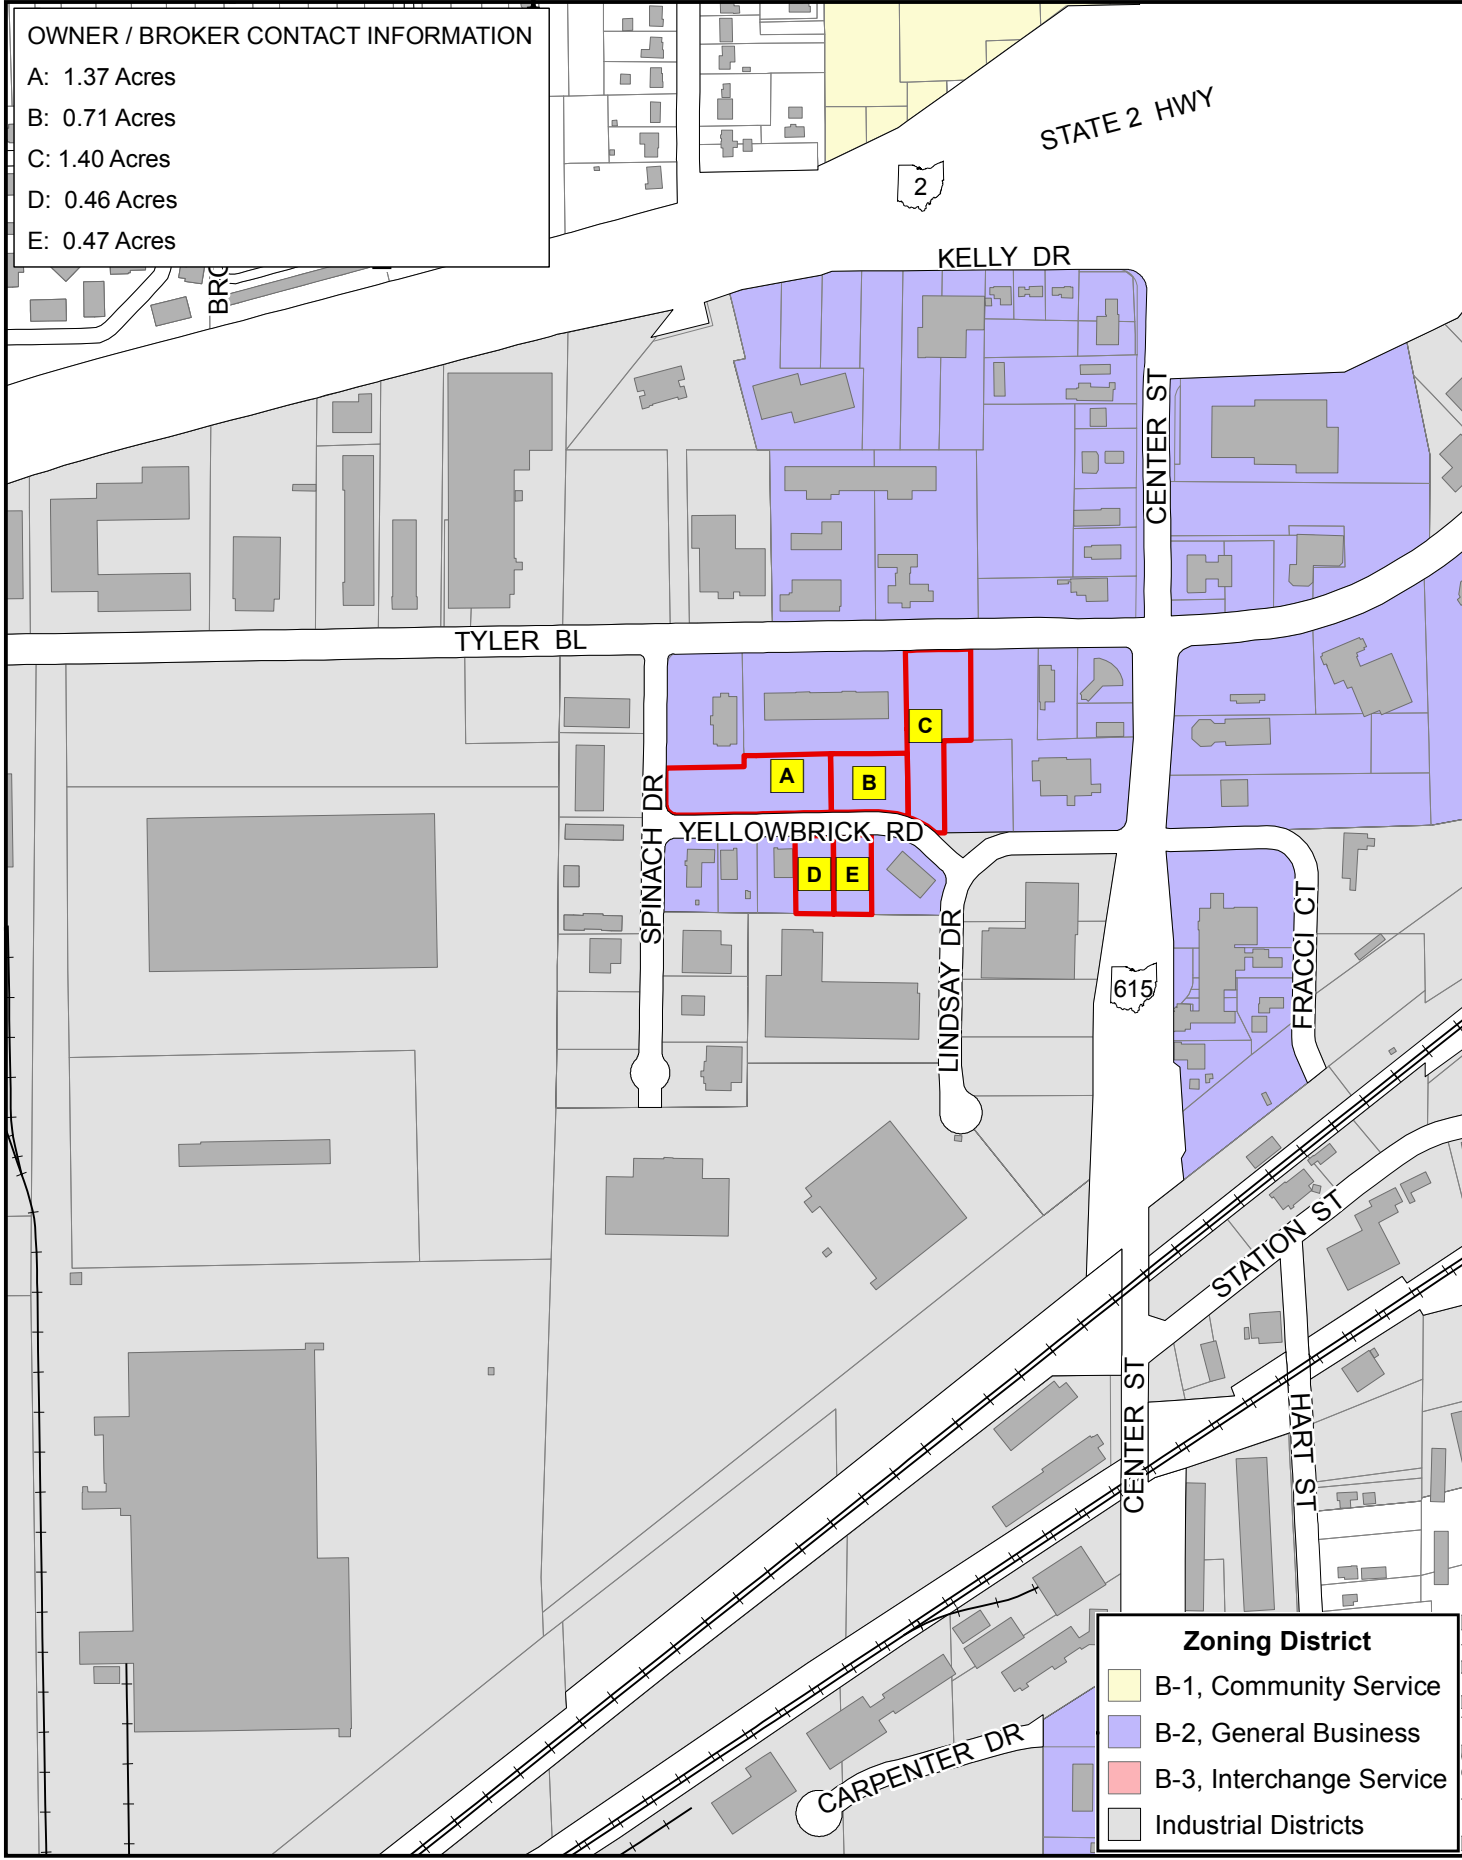 OWNER / BROKER CONTACT INFORMATION
A: 1.37 Acres
B: 0.71 Acres
C: 1.40 Acres
D: 0.46 Acres
E: 0.47 Acres
STATE 2 HWY
2
KELLY DR
CENTER ST
TYLER BL
C
A
B
SPINACH DR
YELLOWBRICK RD
D
E
LINDSAY DR
FRACCI CT
615
STATION ST
CENTER ST
HART ST
CARPENTER DR
Zoning District
B-1, Community Service
B-2, General Business
B-3, Interchange Service
Industrial Districts